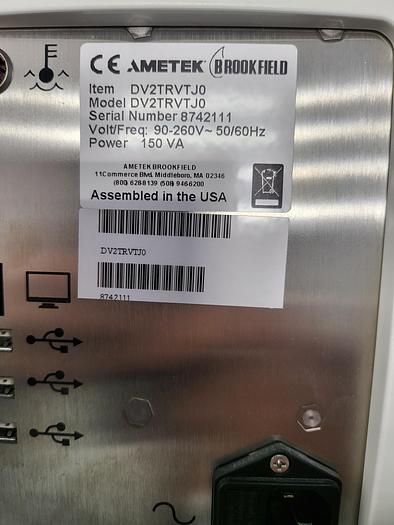 CE AMETEK BROOKFIELD
Item DV2TRVTJ0
Model DV2TRVTJ0
Serial Number 8742111
Volt/Freq: 90-260V~ 50/60Hz
Power 150 VA
AMETEK BROOKFIELD
11Commerce Blvd. Middleboro, MA 02346
(800) 6288139 (508) 9466200
Assembled in the USA
DV2TRVTJ0
8742111